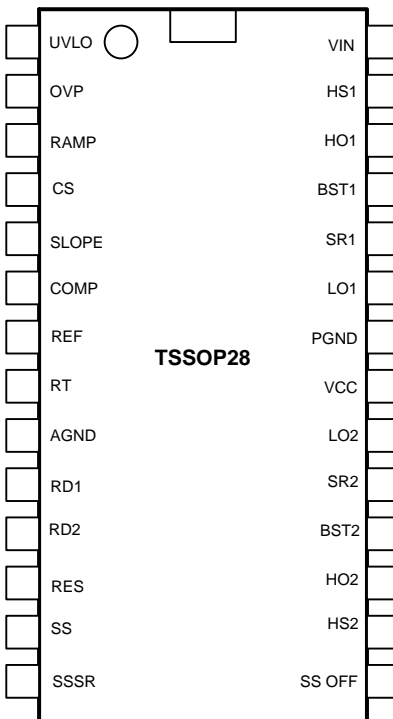 UVLO
VIN
OVP
HS1
RAMP
HO1
CS
BST1
SLOPE
SR1
COMP
LO1
REF
PGND
TSSOP28
RT
VCC
AGND
LO2
RD1
SR2
RD2
BST2
RES
HO2
SS
HS2
SSSR
SS OFF